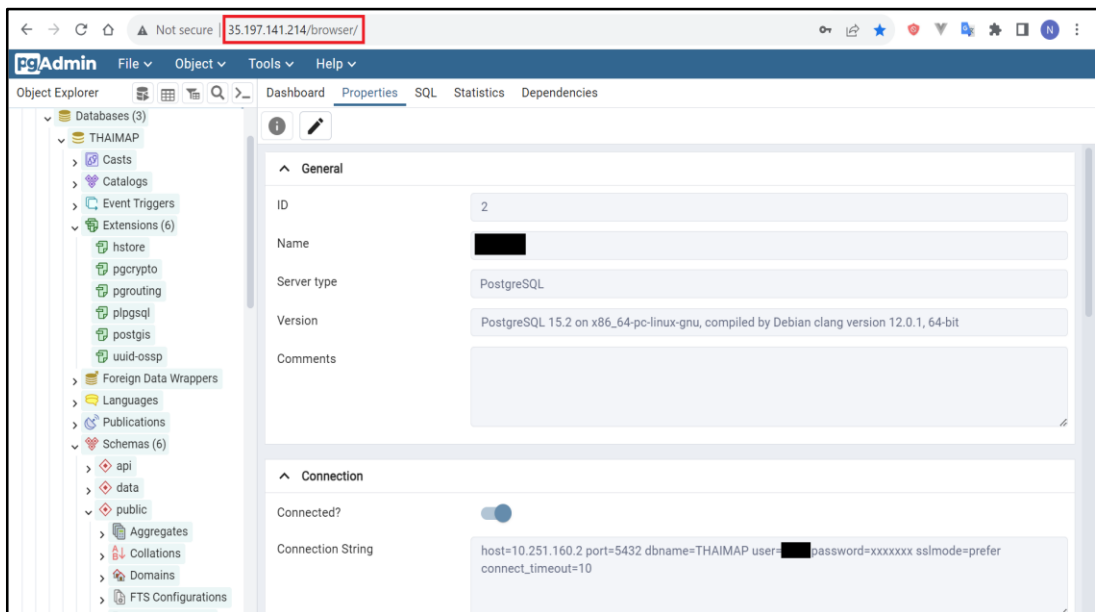 Not secure 35.197.141.214/browser/
N
pgAdmin File Object Tools Help
Object Explorer
Dashboard Properties SQL Statistics Dependencies
Databases (3)
THAIMAP
Casts
Catalogs
Event Triggers
Extensions (6)
hstore
pgcrypto
pgrouting
plpgsql
postgis
uuid-ossp
Foreign Data Wrappers
Languages
Publications
Schemas (6)
api
data
public
Aggregates
Collations
Domains
FTS Configurations
General
ID 2
Name
Server type PostgreSQL
Version PostgreSQL 15.2 on x86_64-pc-linux-gnu, compiled by Debian clang version 12.0.1, 64-bit
Comments
Connection
Connected?
Connection String host=10.251.160.2 port=5432 dbname=THAIMAP user= password=xxxxxxx sslmode=prefer
connect_timeout=10